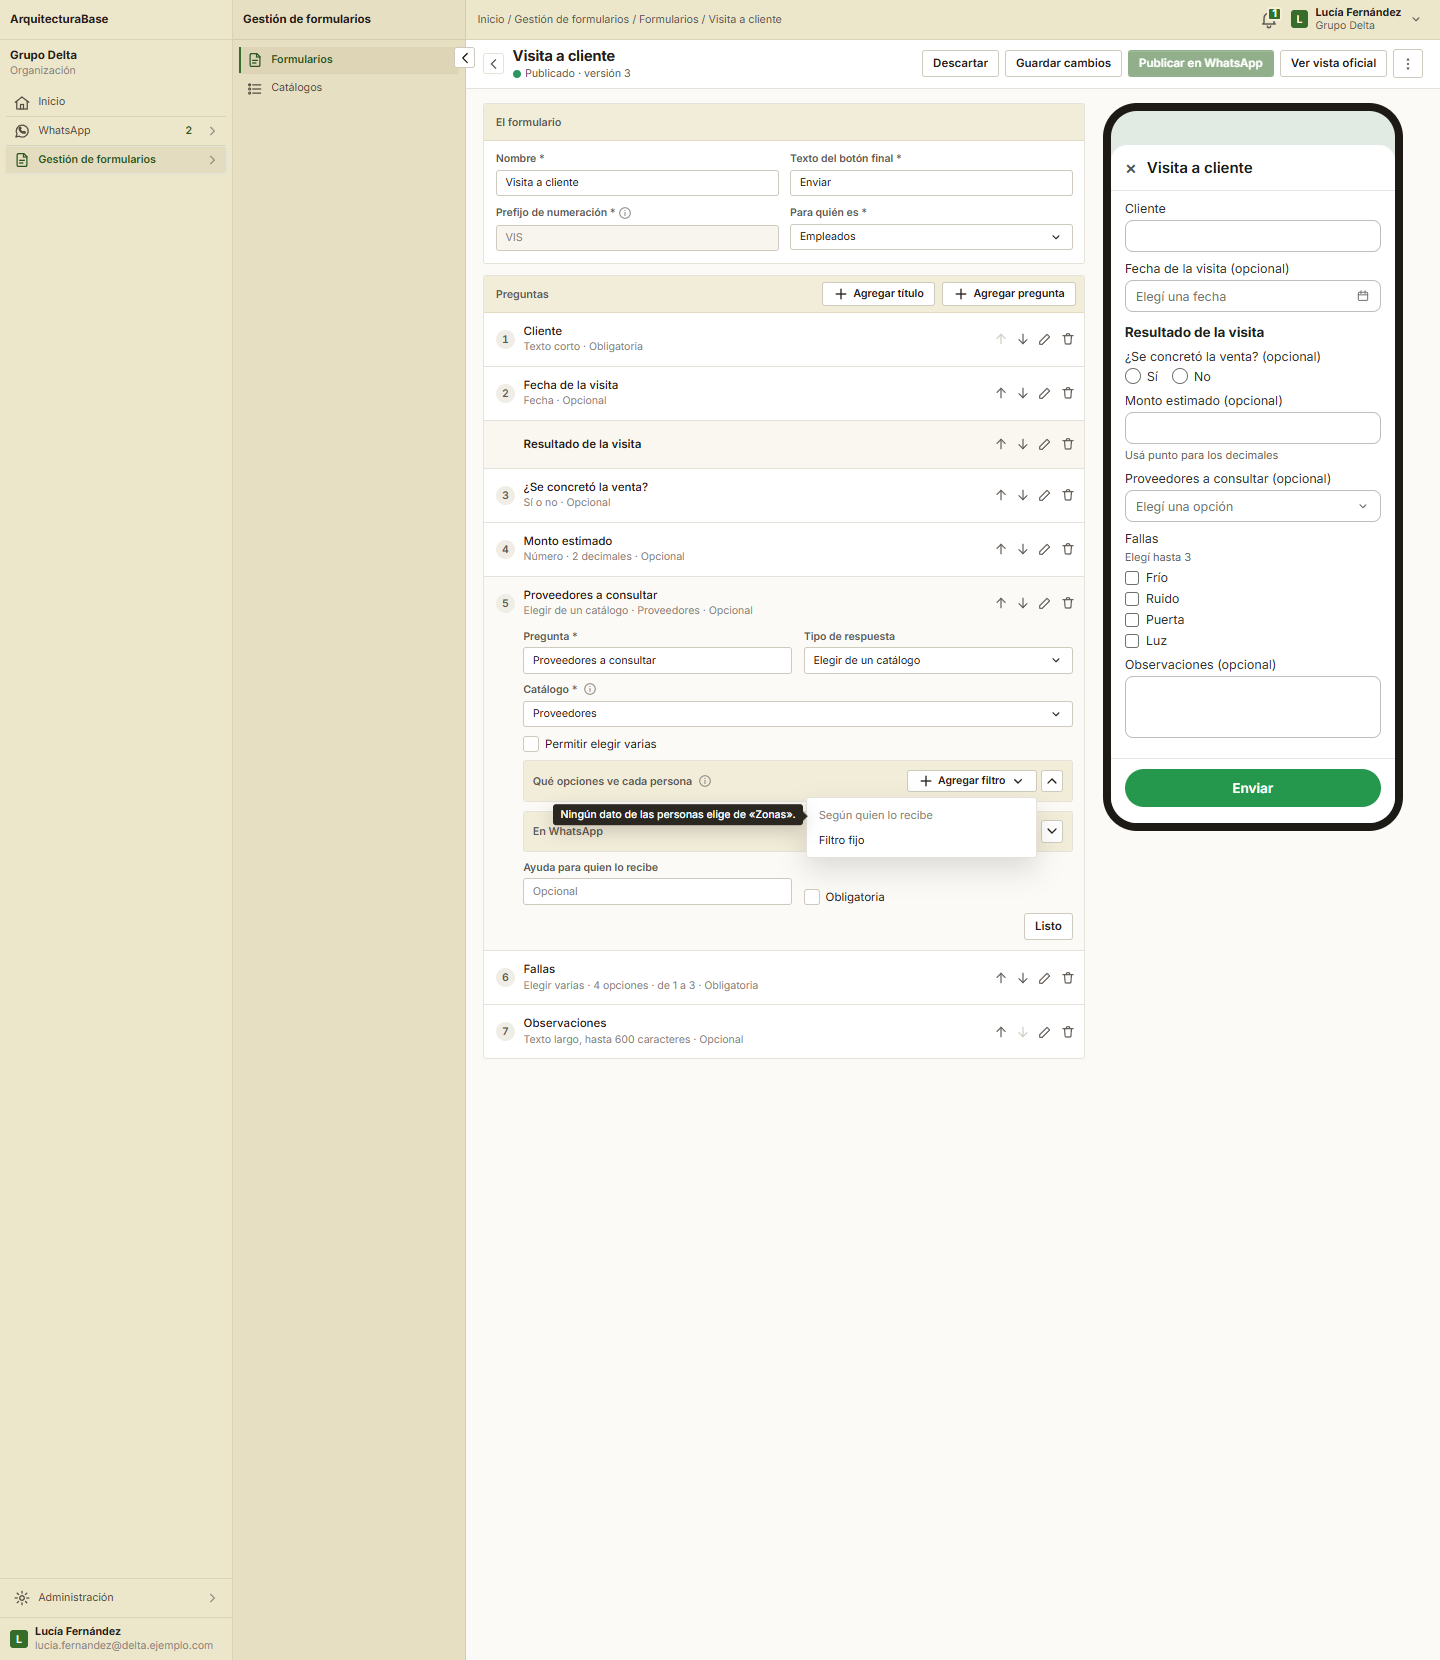 ArquitecturaBase
Grupo Delta
Organización
Inicio
WhatsApp 2
Gestión de formularios
Administración
L Lucía Fernández
lucia.fernandez@delta.ejemplo.com
Gestión de formularios
Formularios
Catálogos
Inicio / Gestión de formularios / Formularios / Visita a cliente
1
L Lucía Fernández
Grupo Delta
Visita a cliente
Publicado · versión 3
Descartar
Guardar cambios
Publicar en WhatsApp
Ver vista oficial
El formulario
Nombre * Texto del botón final *
Visita a cliente Enviar
Prefijo de numeración * Para quién es *
VIS Empleados
Preguntas Agregar título Agregar pregunta
1 Cliente
Texto corto · Obligatoria
2 Fecha de la visita
Fecha · Opcional
Resultado de la visita
3 ¿Se concretó la venta?
Sí o no · Opcional
4 Monto estimado
Número · 2 decimales · Opcional
5 Proveedores a consultar
Elegir de un catálogo · Proveedores · Opcional
Pregunta * Tipo de respuesta
Proveedores a consultar Elegir de un catálogo
Catálogo *
Proveedores
Permitir elegir varias
Qué opciones ve cada persona Agregar filtro
Ningún dato de las personas elige de «Zonas».
Según quien lo recibe
Filtro fijo
En WhatsApp
Ayuda para quien lo recibe
Opcional Obligatoria
Listo
6 Fallas
Elegir varias · 4 opciones · de 1 a 3 · Obligatoria
7 Observaciones
Texto largo, hasta 600 caracteres · Opcional
Visita a cliente
Cliente
Fecha de la visita (opcional)
Elegí una fecha
Resultado de la visita
¿Se concretó la venta? (opcional)
Sí No
Monto estimado (opcional)
Usá punto para los decimales
Proveedores a consultar (opcional)
Elegí una opción
Fallas
Elegí hasta 3
Frío
Ruido
Puerta
Luz
Observaciones (opcional)
Enviar